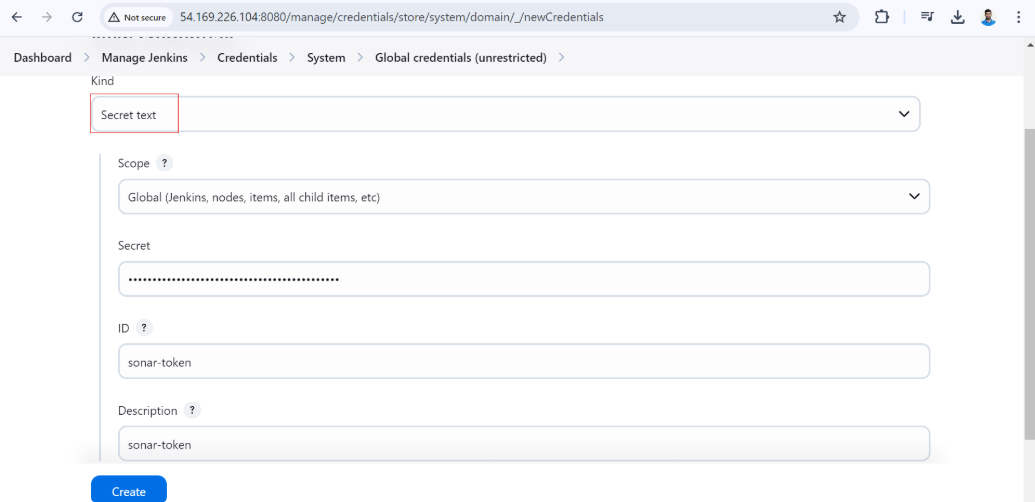 Not secure 54.169.226.104:8080/manage/credentials/store/system/domain/_/newCredentials
Dashboard > Manage Jenkins > Credentials > System > Global credentials (unrestricted) >
Kind
Secret text
Scope ?
Global (Jenkins, nodes, items, all child items, etc)
Secret
••••••••••••••••••••••••••••••••••••••••••••
ID ?
sonar-token
Description ?
sonar-token
Create